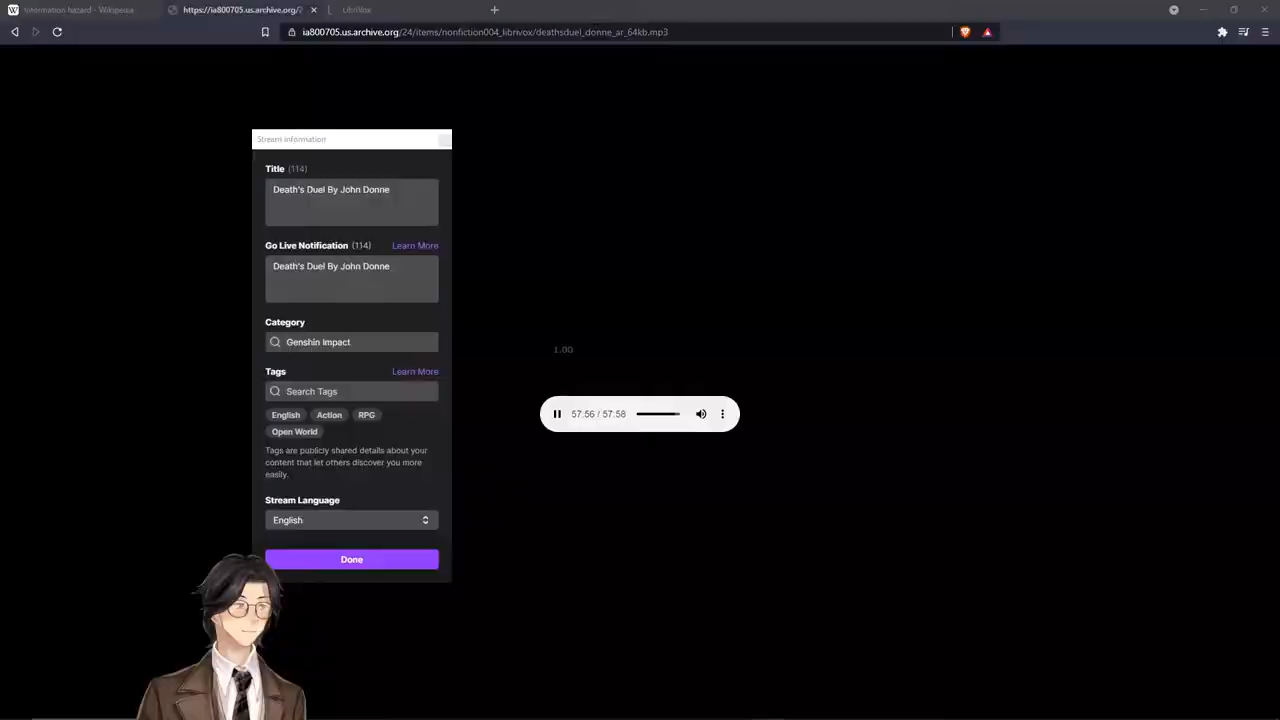 Information hazard - Wikipedia
https://ia800705.us.archive.org/2
LibriVox
ia800705.us.archive.org/24/items/nonfiction004_librivox/deathsduel_donne_ar_64kb.mp3
Stream Information
Title (114)
Death's Duel By John Donne
Go Live Notification (114) Learn More
Death's Duel By John Donne
Category
Genshin Impact
Tags Learn More
Search Tags
English Action RPG
Open World
Tags are publicly shared details about your
content that let others discover you more
easily.
Stream Language
English
Done
1.00
57:56 / 57:58